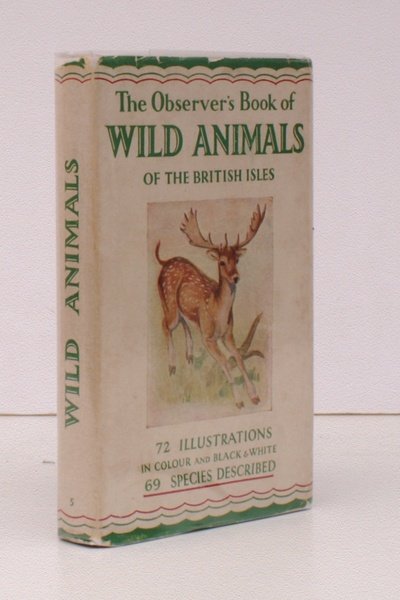 The Observer's Book of
WILD ANIMALS
OF THE BRITISH ISLES
72 ILLUSTRATIONS
IN COLOUR AND BLACK & WHITE
69 SPECIES DESCRIBED
WILD ANIMALS
5